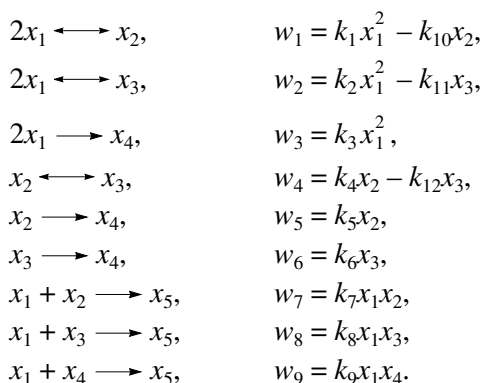 2x₁ ⟷ x₂, w₁ = k₁x₁² – k₁₀x₂,
2x₁ ⟷ x₃, w₂ = k₂x₁² – k₁₁x₃,
2x₁ ⟶ x₄, w₃ = k₃x₁²,
x₂ ⟷ x₃, w₄ = k₄x₂ – k₁₂x₃,
x₂ ⟶ x₄, w₅ = k₅x₂,
x₃ ⟶ x₄, w₆ = k₆x₃,
x₁ + x₂ ⟶ x₅, w₇ = k₇x₁x₂,
x₁ + x₃ ⟶ x₅, w₈ = k₈x₁x₃,
x₁ + x₄ ⟶ x₅, w₉ = k₉x₁x₄.